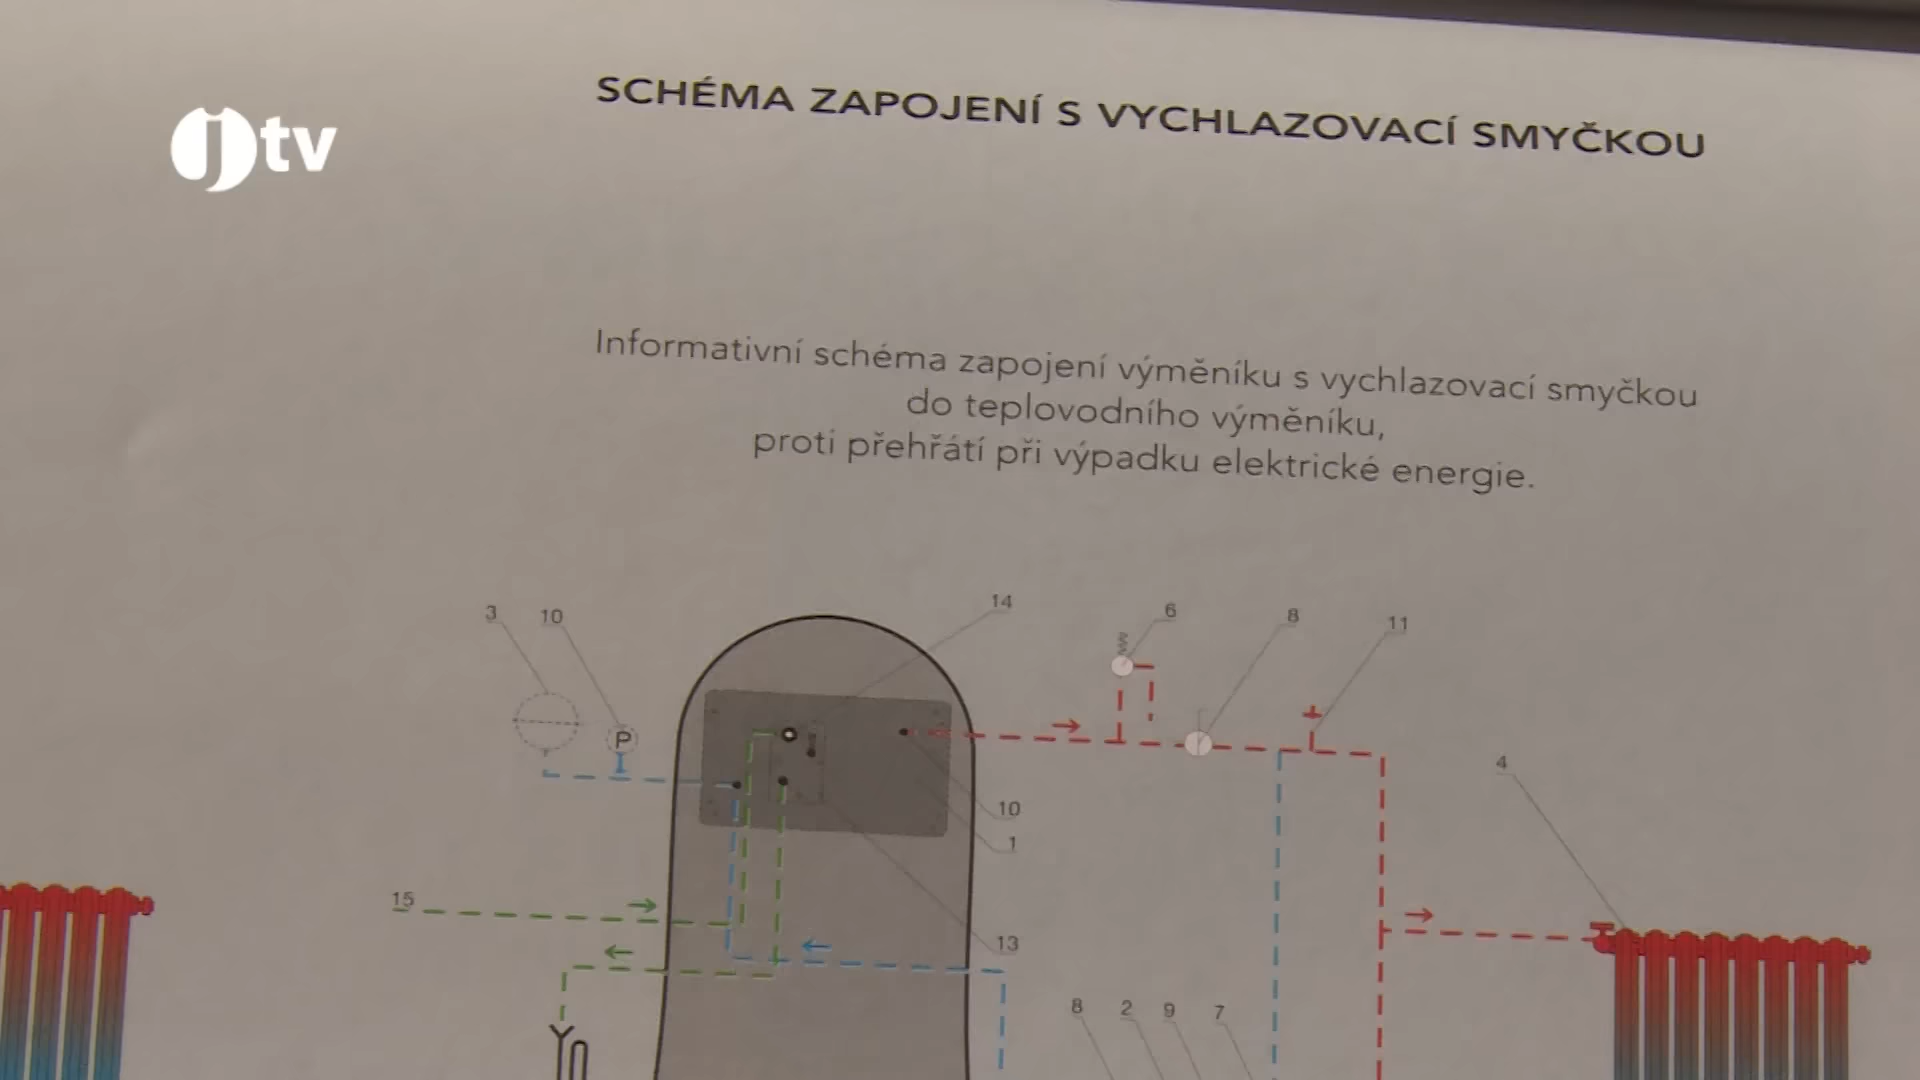 jtv
SCHÉMA ZAPOJENÍ S VYCHLAZOVACÍ SMYČKOU
Informativní schéma zapojení výměníku s vychlazovací smyčkou
do teplovodního výměníku,
proti přehřátí při výpadku elektrické energie.
3 10 14 6 8 11
P
4
10
1
15
13
8 2 9 7